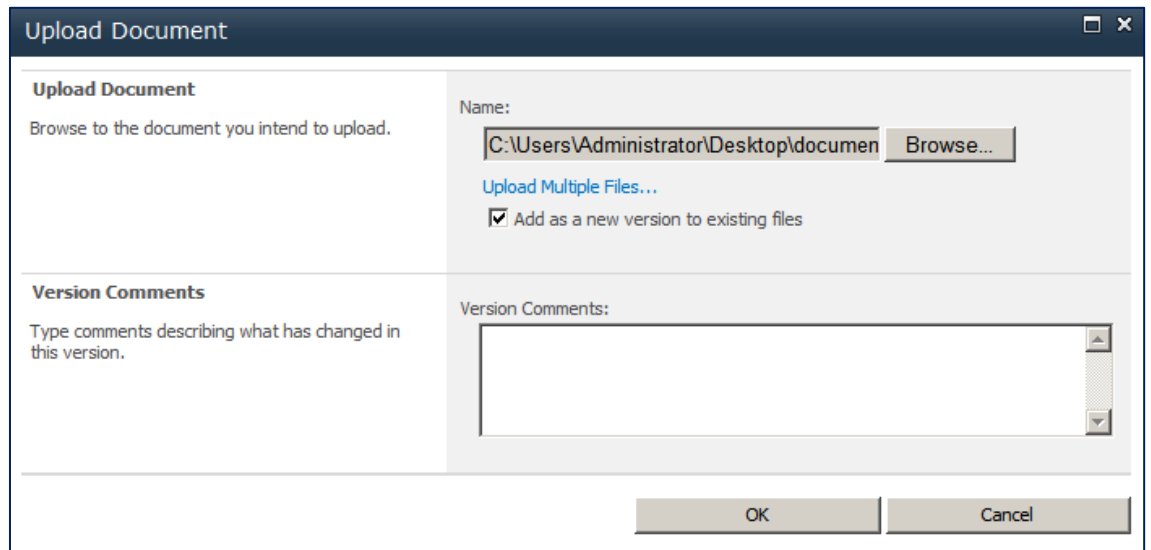 Upload Document
Upload Document
Browse to the document you intend to upload.
Name:
C:\Users\Administrator\Desktop\documen
Browse...
Upload Multiple Files...
Add as a new version to existing files
Version Comments
Type comments describing what has changed in
this version.
Version Comments:
OK
Cancel